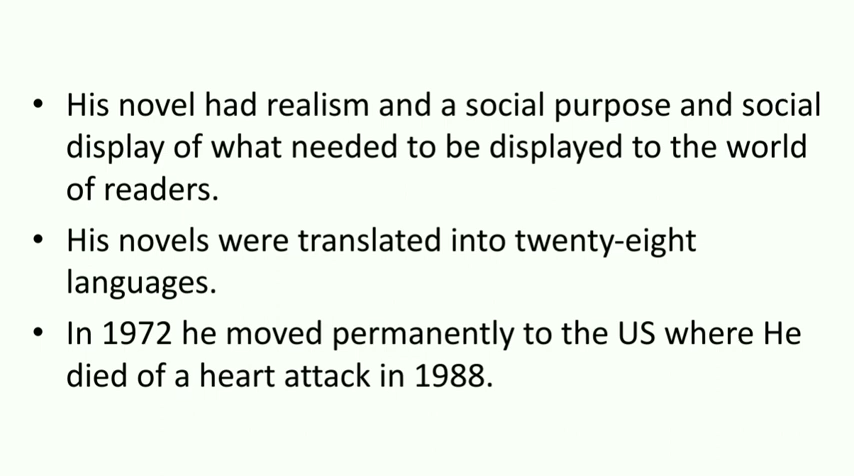 • His novel had realism and a social purpose and social
display of what needed to be displayed to the world
of readers.
• His novels were translated into twenty-eight
languages.
• In 1972 he moved permanently to the US where He
died of a heart attack in 1988.